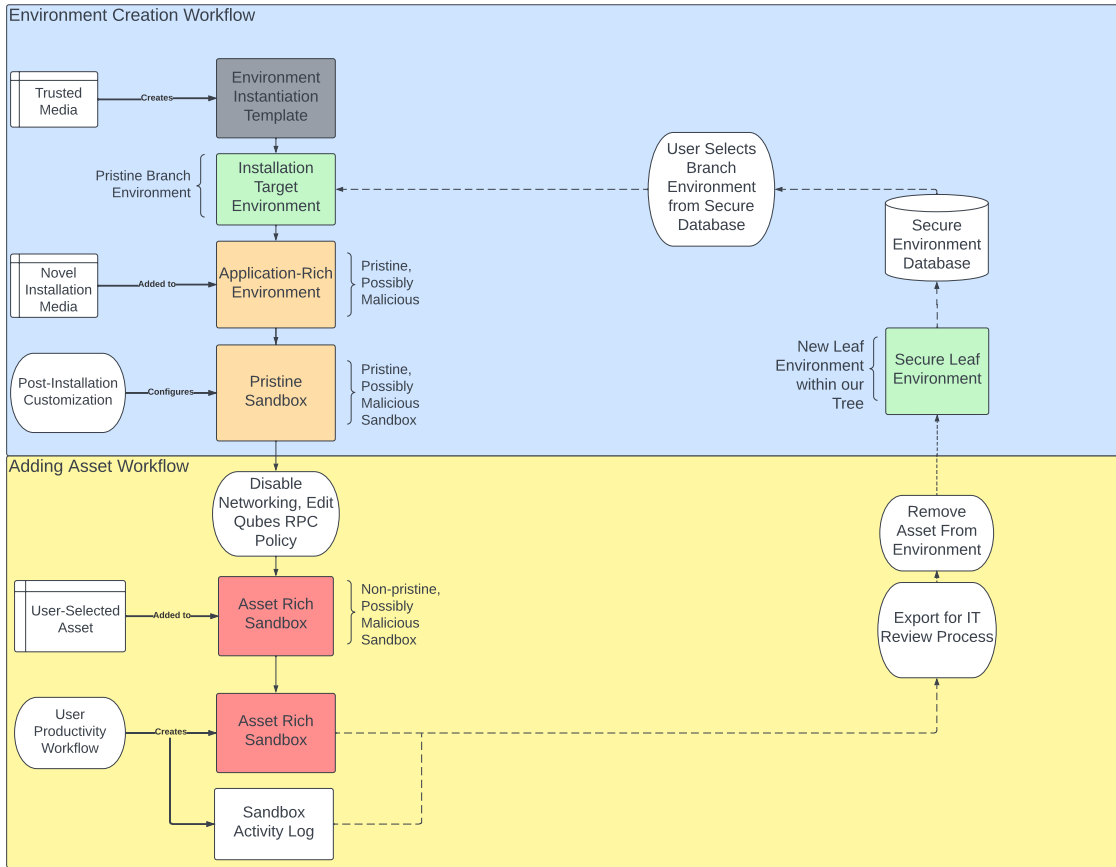 Environment Creation Workflow
Trusted
Media
Creates
Environment
Instantiation
Template
Pristine Branch
Environment
Installation
Target
Environment
User Selects
Branch
Environment
from Secure
Database
Secure
Environment
Database
Novel
Installation
Media
Added to
Application-Rich
Environment
Pristine,
Possibly
Malicious
Post-Installation
Customization
Configures
Pristine
Sandbox
Pristine,
Possibly
Malicious
Sandbox
New Leaf
Environment
within our
Tree
Secure Leaf
Environment
Adding Asset Workflow
Disable
Networking, Edit
Qubes RPC
Policy
Remove
Asset From
Environment
User-Selected
Asset
Added to
Asset Rich
Sandbox
Non-pristine,
Possibly
Malicious
Sandbox
Export for IT
Review Process
User
Productivity
Workflow
Creates
Asset Rich
Sandbox
Sandbox
Activity Log